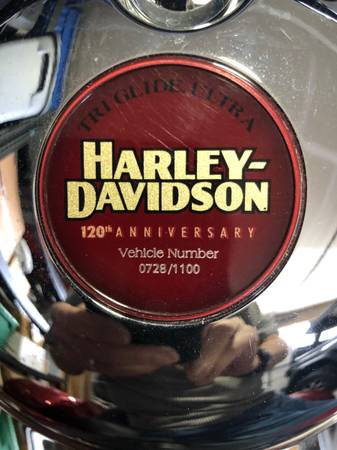 TRI GLIDE ULTRA
HARLEY-
DAVIDSON
120th ANNIVERSARY
Vehicle Number
0728/1100